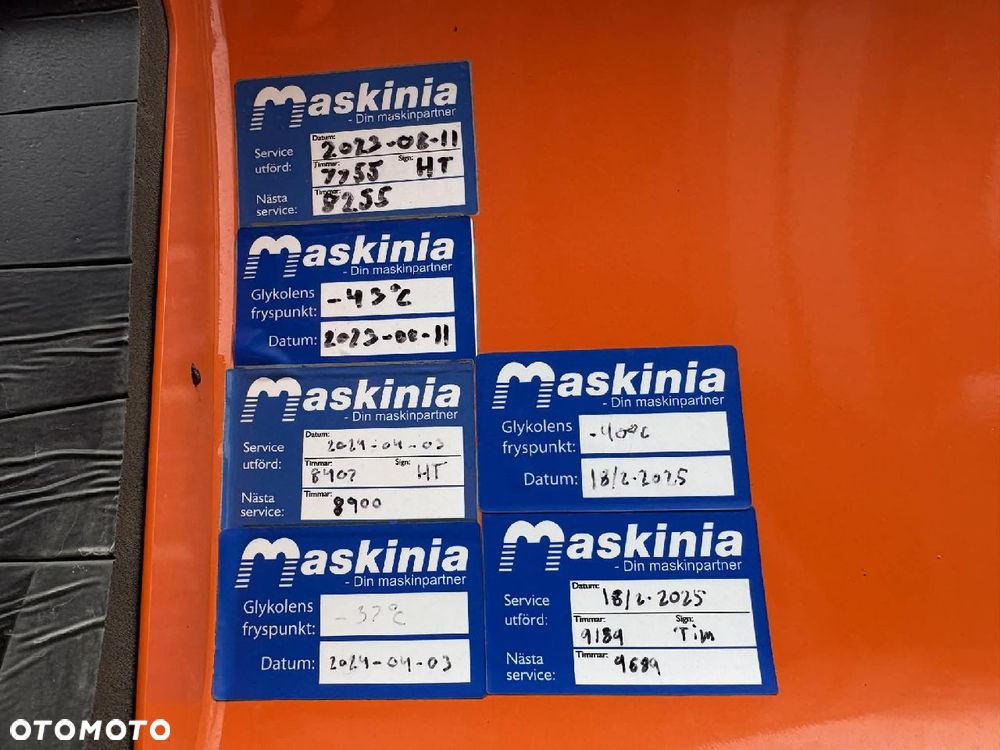 Maskinia
- Din maskinpartner
Datum:
Service utförd: 2023-08-11
Timmar: 7755 Sign: HT
Timmar:
Nästa service: 8255
Maskinia
- Din maskinpartner
Glykolens fryspunkt: -43°C
Datum: 2023-08-11
Maskinia
- Din maskinpartner
Datum:
Service utförd: 2024-04-03
Timmar: 8402 Sign: HT
Timmar:
Nästa service: 8900
Maskinia
- Din maskinpartner
Glykolens fryspunkt: -37°C
Datum: 2024-04-03
Maskinia
- Din maskinpartner
Glykolens fryspunkt: -40°C
Datum: 18/2-2025
Maskinia
- Din maskinpartner
Datum:
Service utförd: 18/2-2025
Timmar: 9189 Sign: Tim
Timmar:
Nästa service: 9689
OTOMOTO